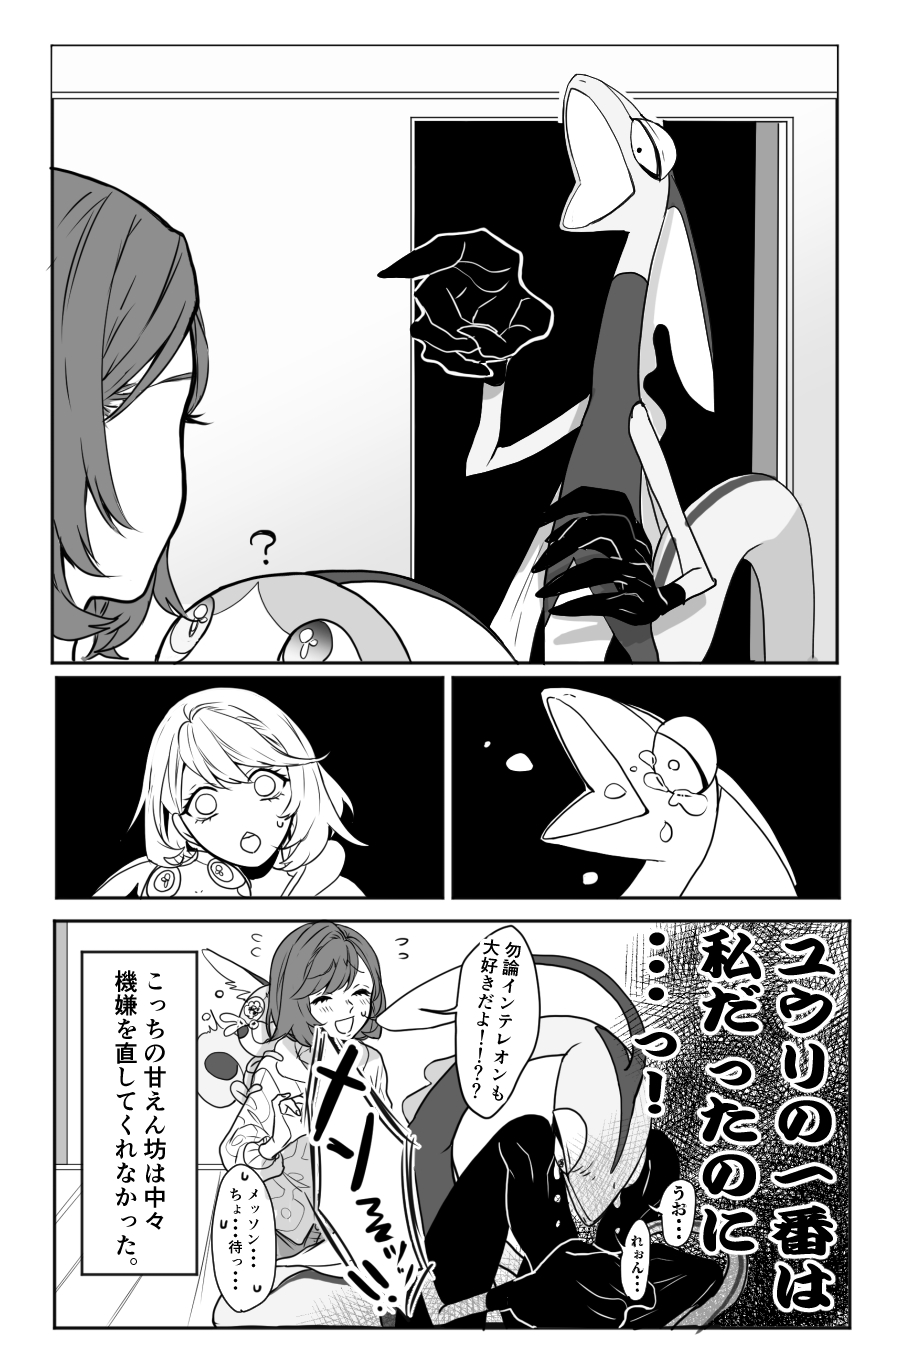 ？
ユウリの一番は
私だったのに
・・・っ！
勿論インテレオンも
大好きだよ！！？？
うお・・・
れぉん・・・
メンッ！！
メッソン・・・
ちょ・・・待っ・・・
こっちの甘えん坊は中々
機嫌を直してくれなかった。